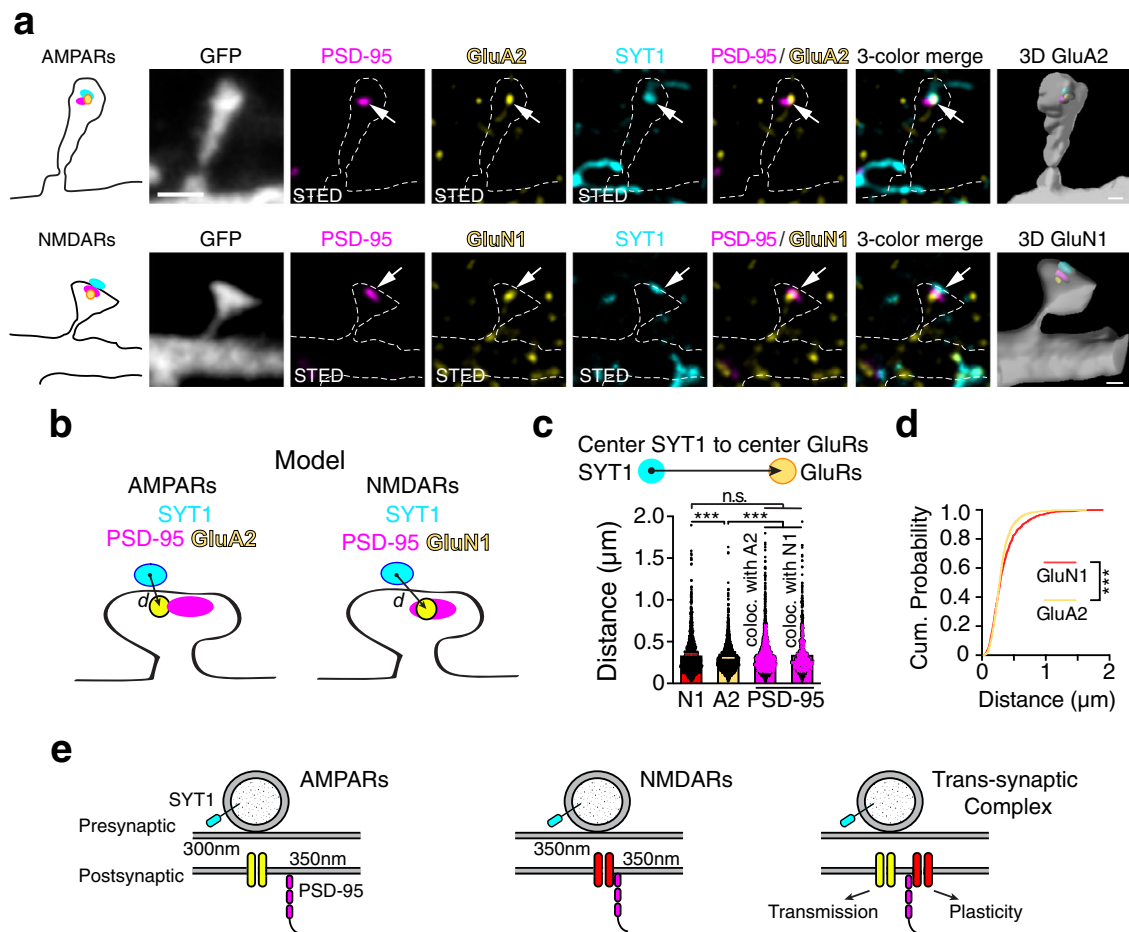 a
AMPARs GFP PSD-95 GluA2 SYT1 PSD-95/GluA2 3-color merge 3D GluA2
STED STED STED
NMDARs GFP PSD-95 GluN1 SYT1 PSD-95/GluN1 3-color merge 3D GluN1
STED STED STED
b
Model
AMPARs
SYT1
PSD-95 GluA2
d
NMDARs
SYT1
PSD-95 GluN1
d
c
Center SYT1 to center GluRs
SYT1 GluRs
n.s.
*** ***
Distance (μm)
2.0
1.5
1.0
0.5
0
coloc. with A2
coloc. with N1
N1 A2 PSD-95
d
Cum. Probability
1.0
0.8
0.6
0.4
0.2
0
GluN1
GluA2
***
0 1 2
Distance (μm)
e
AMPARs
SYT1
Presynaptic
300nm 350nm
Postsynaptic
PSD-95
NMDARs
350nm 350nm
Trans-synaptic
Complex
Transmission Plasticity